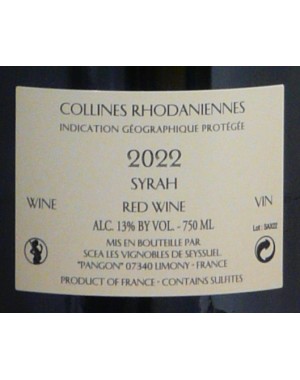 COLLINES RHODANIENNES
INDICATION GÉOGRAPHIQUE PROTÉGÉE
2022
SYRAH
WINE RED WINE VIN
ALC. 13% BY VOL. - 750 ML
MIS EN BOUTEILLE PAR
SCEA LES VIGNOBLES DE SEYSSUEL
"PANGON" 07340 LIMONY - FRANCE
PRODUCT OF FRANCE - CONTAINS SULFITES